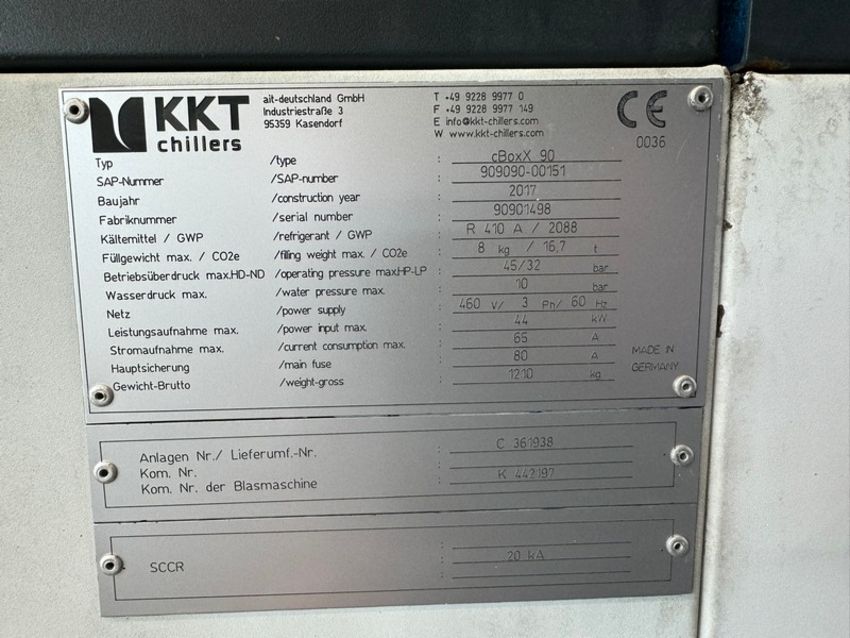 KKT
chillers
ait-deutschland GmbH
Industriestraße 3
95359 Kasendorf
T +49 9228 9977 0
F +49 9228 9977 149
E info@kkt-chillers.com
W www.kkt-chillers.com
CE
0036
Typ /type : cBoxX 90
SAP-Nummer /SAP-number : 909090-00151
Baujahr /construction year : 2017
Fabriknummer /serial number : 90901498
Kältemittel / GWP /refrigerant / GWP : R 410 A / 2088
Füllgewicht max. / CO2e /filling weight max. / CO2e : 8 kg / 16,7 t
Betriebsüberdruck max.HD-ND /operating pressure max.HP-LP : 45/32 bar
Wasserdruck max. /water pressure max. : 10 bar
Netz /power supply : 460 V/ 3 Ph/ 60 Hz
Leistungsaufnahme max. /power input max. : 44 kW
Stromaufnahme max. /current consumption max. : 65 A
Hauptsicherung /main fuse : 80 A
Gewicht-Brutto /weight-gross : 1210 kg
MADE IN
GERMANY
Anlagen Nr./ Lieferumf.-Nr. : C 361938
Kom. Nr. :
Kom. Nr. der Blasmaschine : K 442197
SCCR : 20 kA